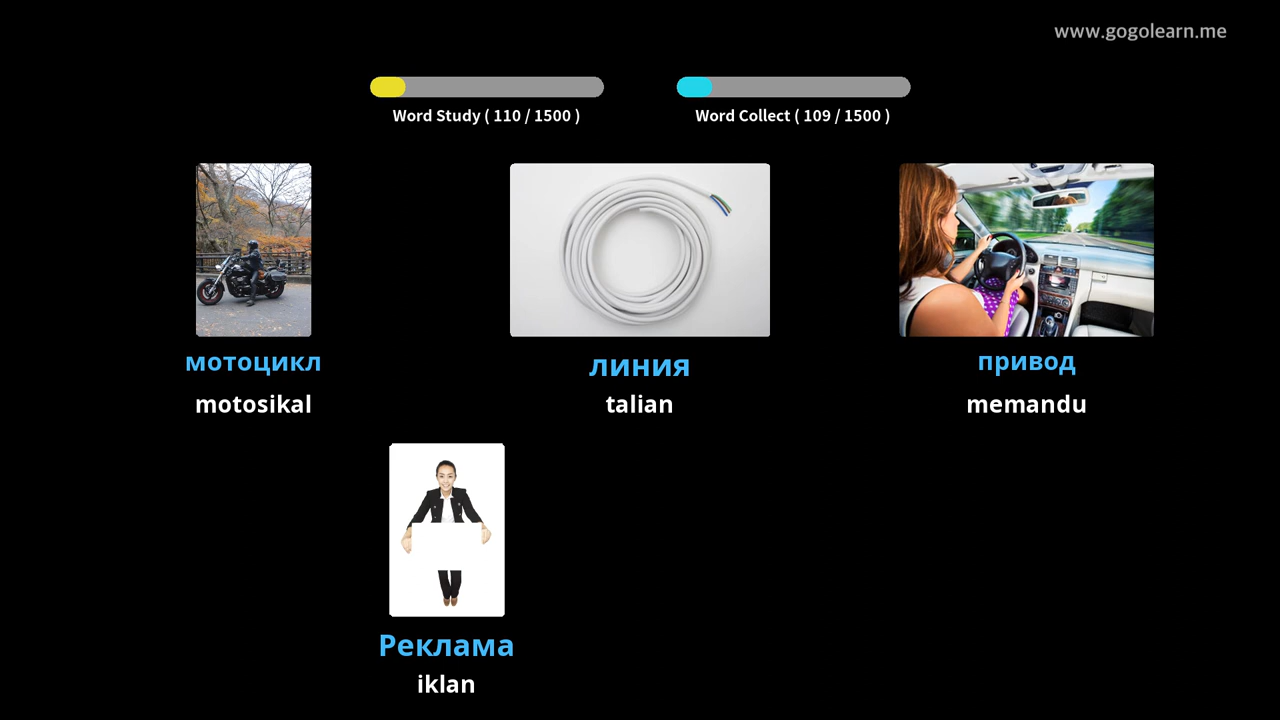 www.gogolearn.me
Word Study ( 110 / 1500 )
Word Collect ( 109 / 1500 )
мотоцикл
motosikal
линия
talian
привод
memandu
Реклама
iklan